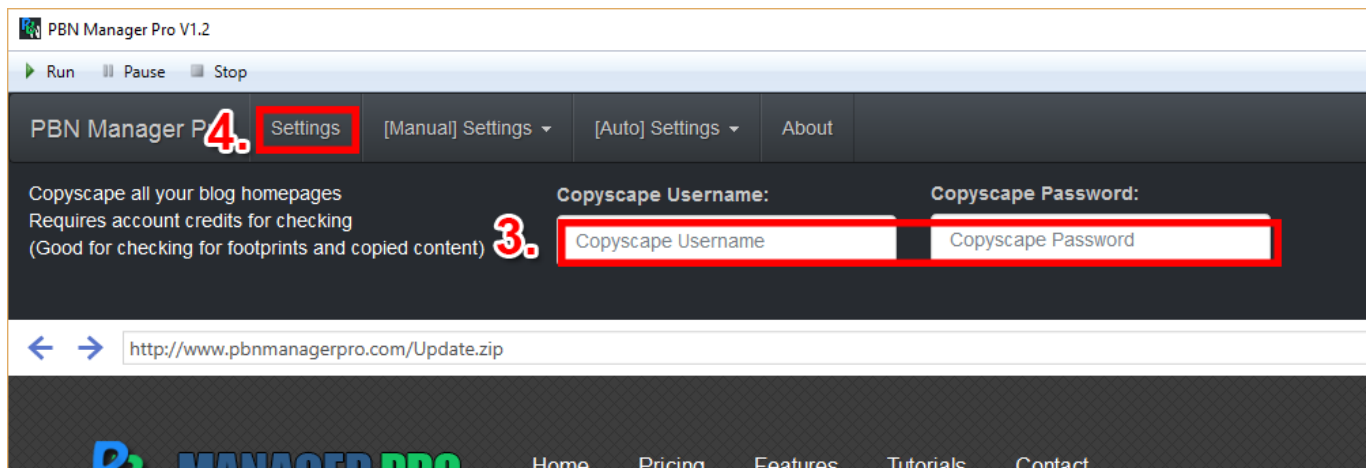 PBN Manager Pro V1.2
Run Pause Stop
PBN Manager P 4. Settings [Manual] Settings [Auto] Settings About
Copyscape all your blog homepages
Requires account credits for checking
(Good for checking for footprints and copied content)
Copyscape Username: Copyscape Password:
3. Copyscape Username Copyscape Password
http://www.pbnmanagerpro.com/Update.zip
MANAGER PRO Home Pricing Features Tutorials Contact